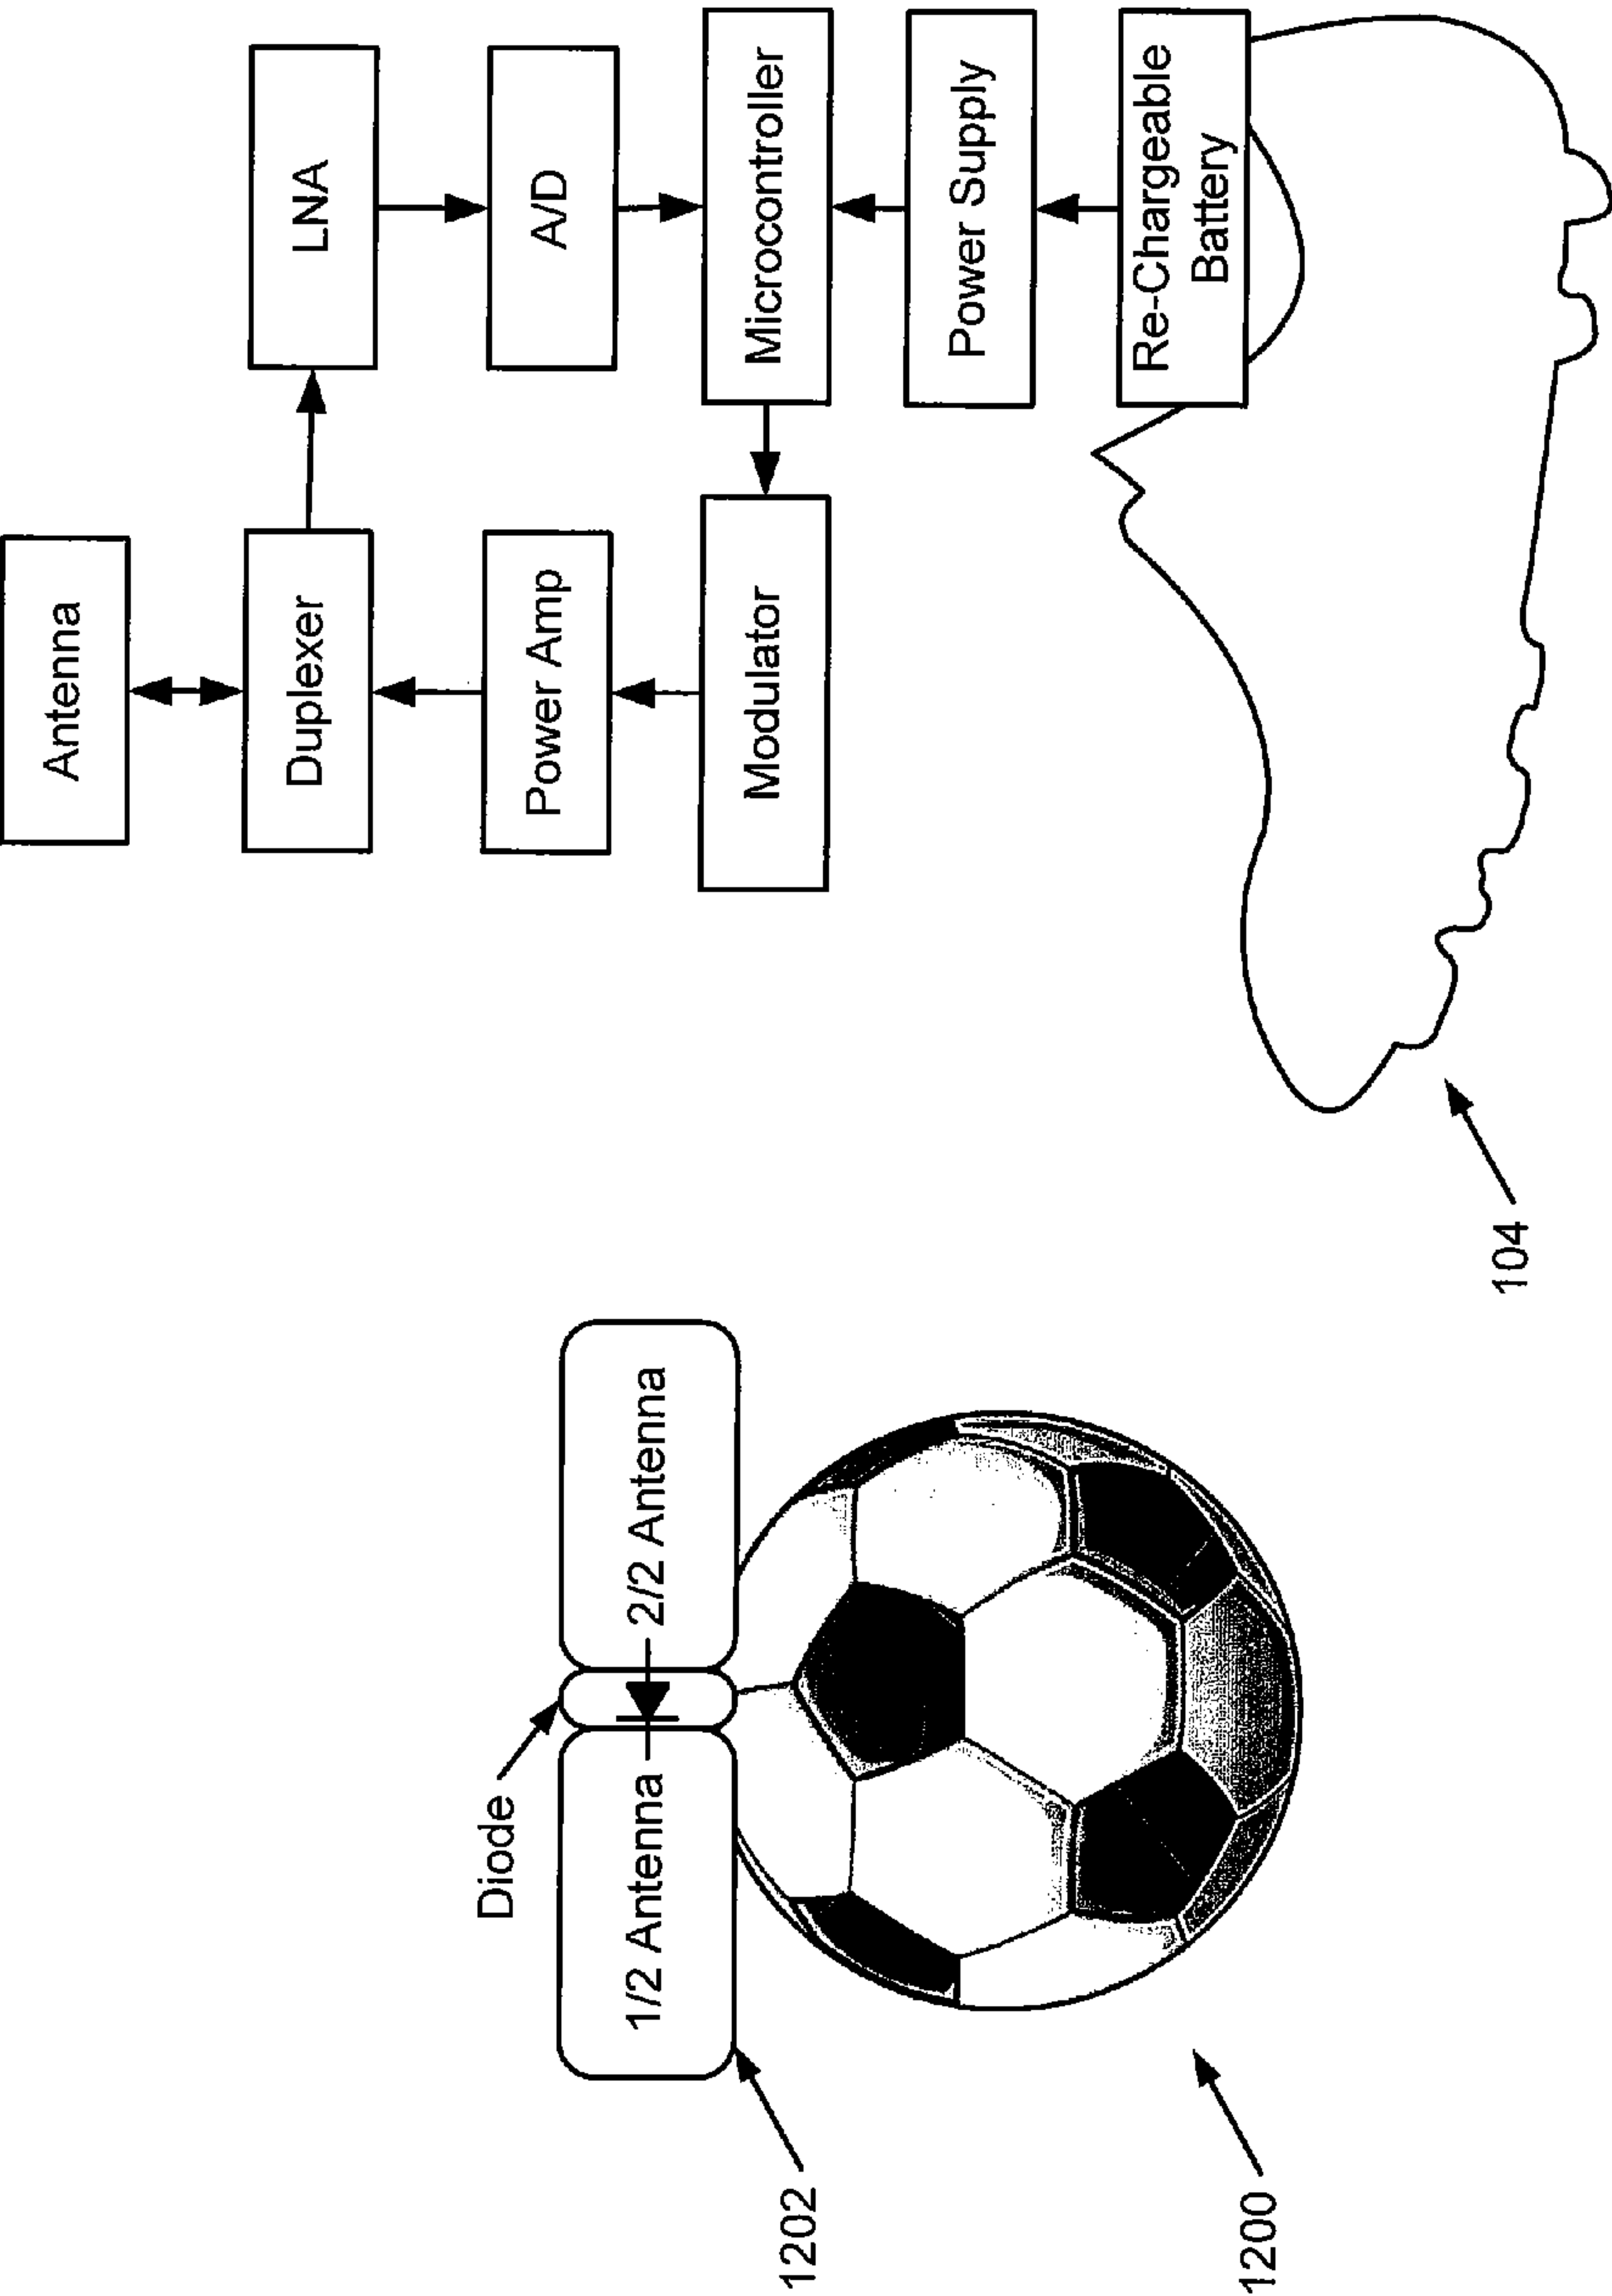 Antenna
Duplexer
LNA
Power Amp
A/D
Modulator
Microcontroller
Power Supply
Re-Chargeable
Battery
104
Diode
1/2 Antenna
2/2 Antenna
1202
1200